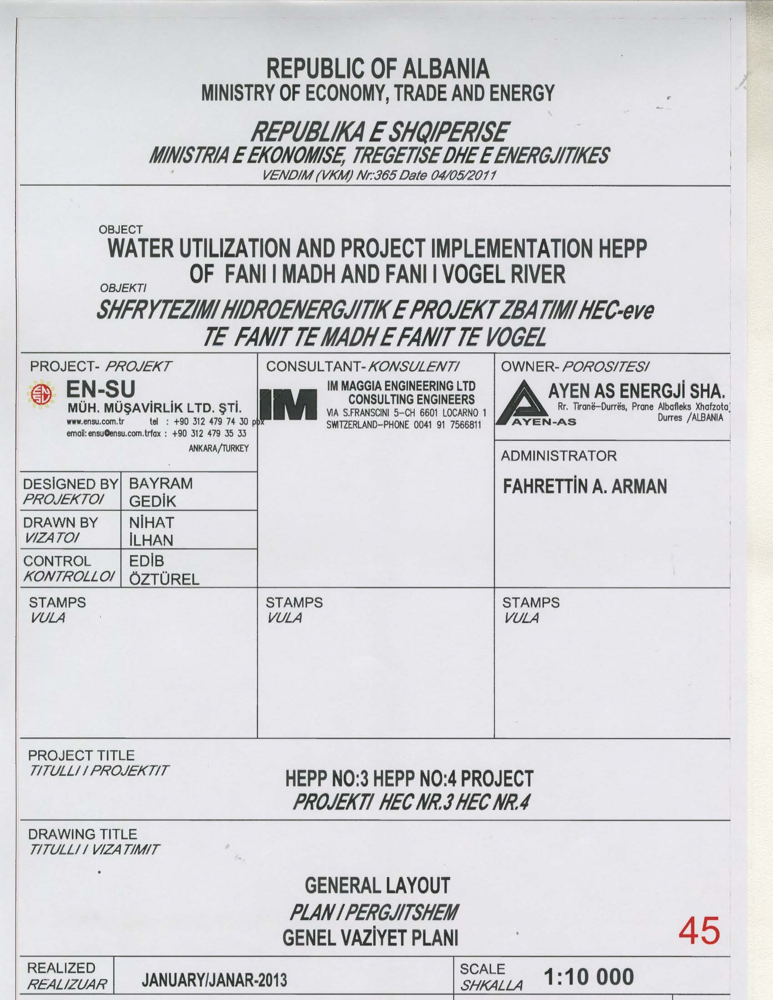 REPUBLIC OF ALBANIA
MINISTRY OF ECONOMY, TRADE AND ENERGY
REPUBLIKA E SHQIPERISE
MINISTRIA E EKONOMISE, TREGETISE DHE E ENERGJITIKES
VENDIM (VKM) Nr:365 Date 04/05/2011
OBJECT
WATER UTILIZATION AND PROJECT IMPLEMENTATION HEPP
OF FANI I MADH AND FANI I VOGEL RIVER
OBJEKTI
SHFRYTEZIMI HIDROENERGJITIK E PROJEKT ZBATIMI HEC-eve
TE FANIT TE MADH E FANIT TE VOGEL
PROJECT- PROJEKT
EN-SU
MÜH. MÜŞAVİRLİK LTD. ŞTİ.
www.ensu.com.tr tel : +90 312 479 74 30 pbx
email: ensu@ensu.com.trfax : +90 312 479 35 33
ANKARA/TURKEY
CONSULTANT-KONSULENTI
IM
IM MAGGIA ENGINEERING LTD
CONSULTING ENGINEERS
VIA S.FRANSCINI 5-CH 6601 LOCARNO 1
SWITZERLAND-PHONE 0041 91 7566811
OWNER- POROSITESI
AYEN-AS
AYEN AS ENERGJİ SHA.
Rr. Tiranë-Durrës, Prane Albafleks Xhafzotaj
Durres /ALBANIA
ADMINISTRATOR
FAHRETTİN A. ARMAN
DESİGNED BY BAYRAM
PROJEKTOI GEDİK
DRAWN BY NİHAT
VIZATOI İLHAN
CONTROL EDİB
KONTROLLOI ÖZTÜREL
STAMPS
VULA
STAMPS
VULA
STAMPS
VULA
PROJECT TITLE
TITULLI I PROJEKTIT
HEPP NO:3 HEPP NO:4 PROJECT
PROJEKTI HEC NR.3 HEC NR.4
DRAWING TITLE
TITULLI I VIZATIMIT
GENERAL LAYOUT
PLAN I PERGJITSHEM
GENEL VAZİYET PLANI
45
REALIZED
REALIZUAR
JANUARY/JANAR-2013
SCALE
SHKALLA
1:10 000